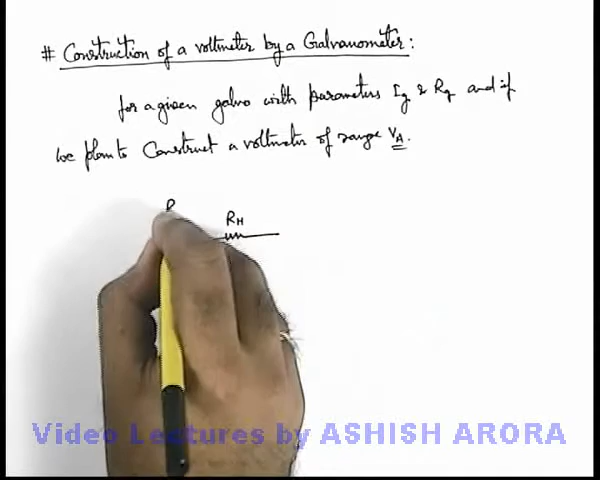 # Construction of a voltmeter by a Galvanometer:
for a given galvo with parameters Ig & Rg and if
we plan to construct a voltmeter of range VA.
R
RH
Video Lectures by ASHISH ARORA